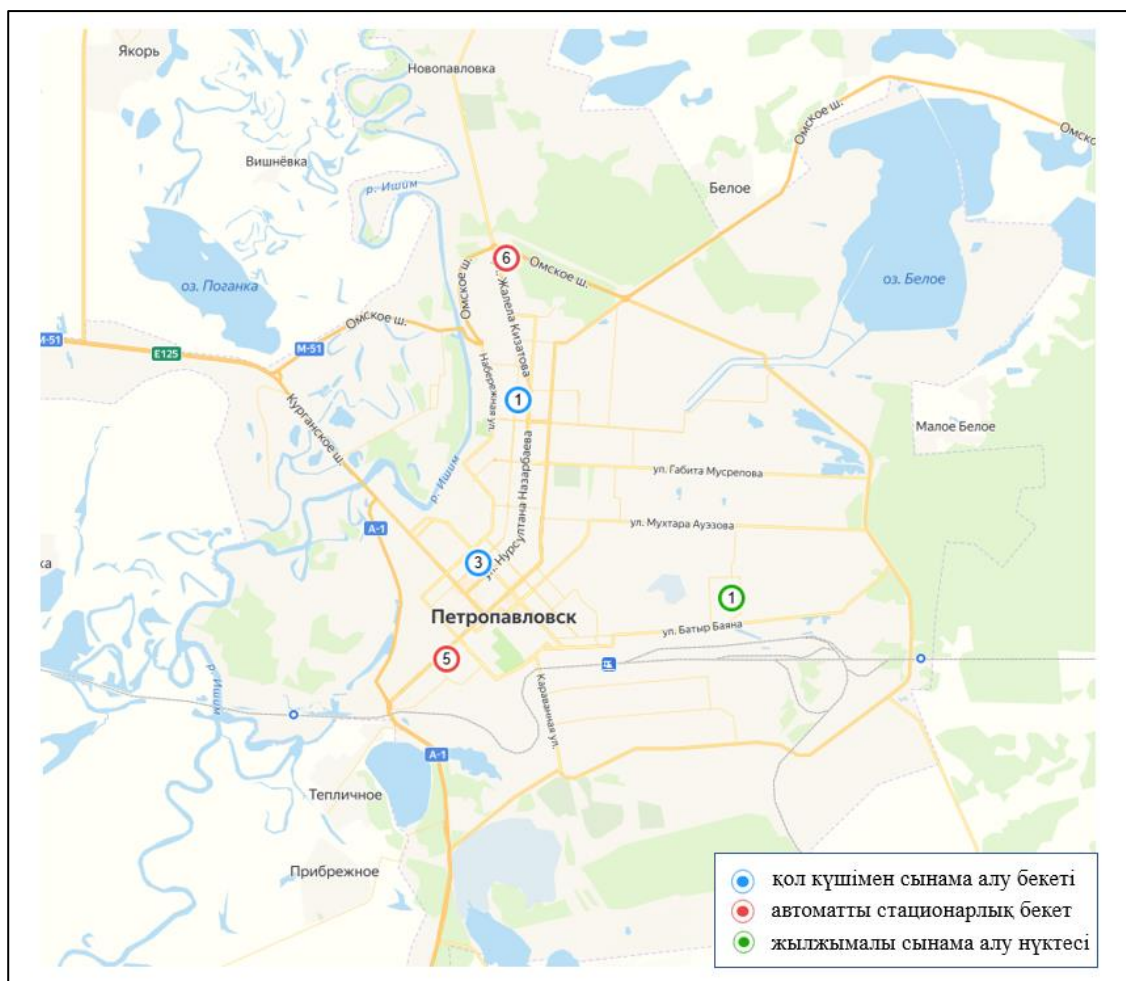 Якорь
Новопавловка
Вишнёвка
р. Ишим
Белое
Омское ш.
Омско
6
Омское ш.
Омское ш.
Жалела Кизатова
оз. Поганка
оз. Белое
М-51
E125
М-51
Омское ш.
Набережная ул.
1
Курганское ш.
Малое Белое
р. Ишим
ул. Габита Мусрепова
ул. Нурсултана Назарбаева
А-1
ул. Мухтара Ауэзова
ка
3
1
Петропавловск
ул. Батыр Баяна
5
р. Ишим
Караванная ул.
А-1
Тепличное
Прибрежное
қол күшімен сынама алу бекеті
автоматты стационарлық бекет
жылжымалы сынама алу нүктесі